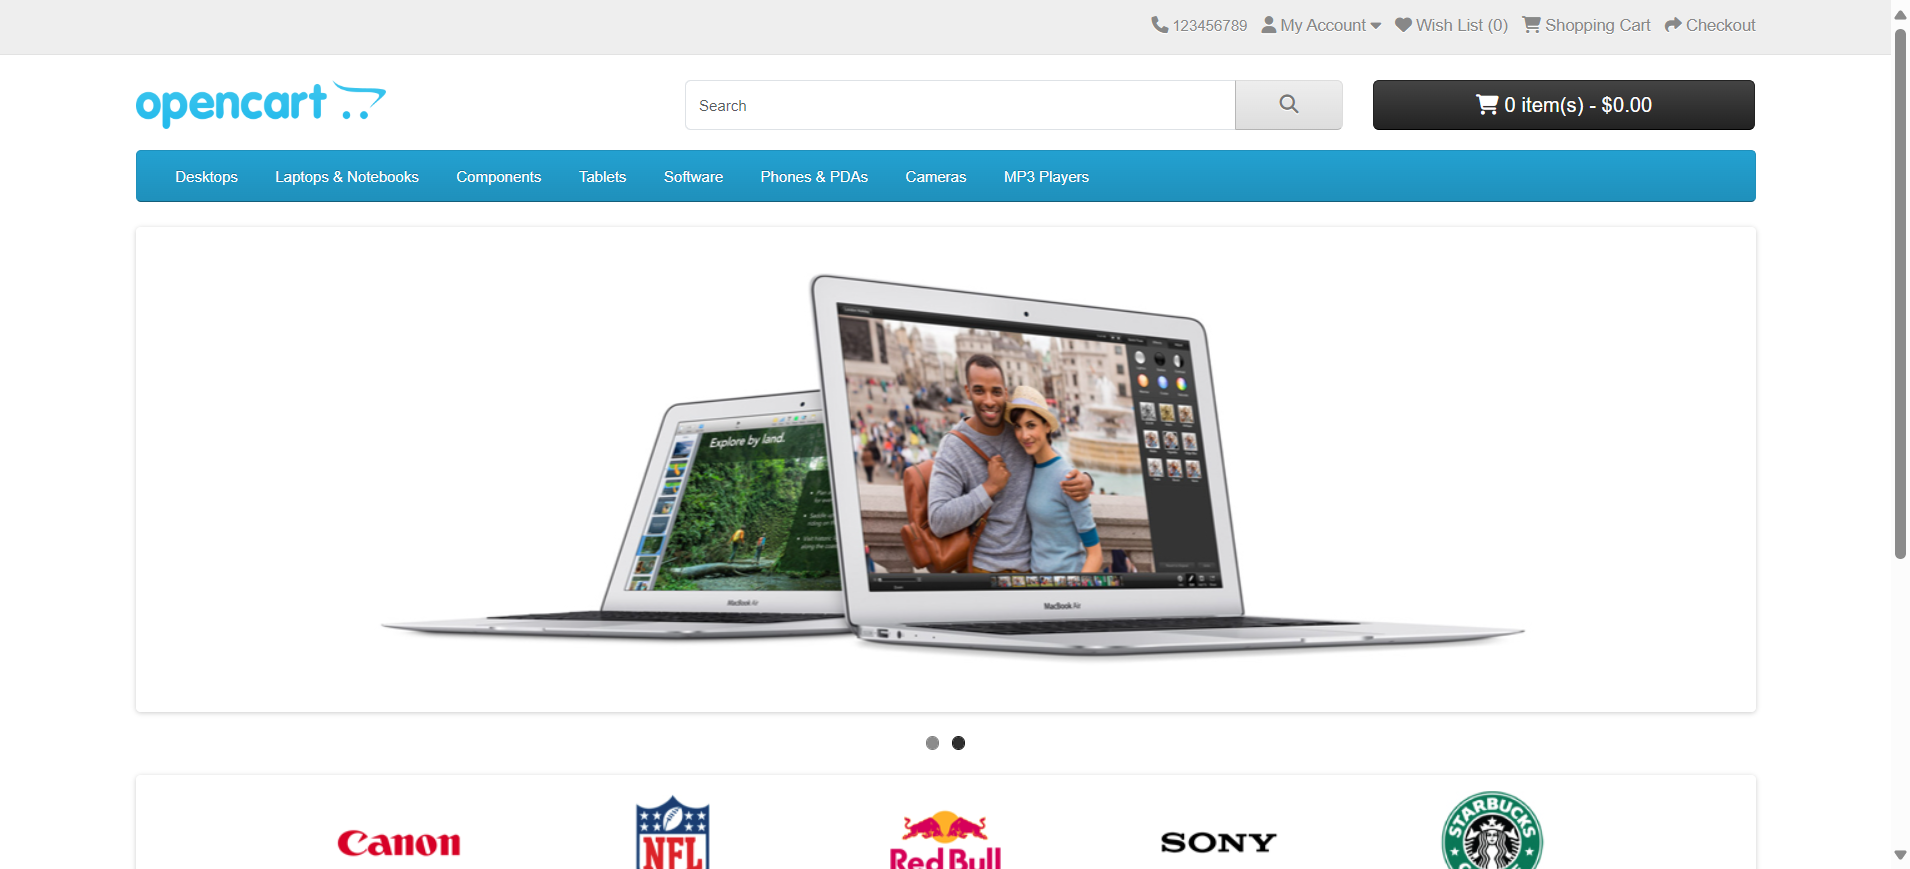 123456789 My Account Wish List (0) Shopping Cart Checkout
opencart
Search
0 item(s) - $0.00
Desktops Laptops & Notebooks Components Tablets Software Phones & PDAs Cameras MP3 Players
Explore by land.
MacBook Air
MacBook Air
Canon
NFL
Red Bull
SONY
STARBUCKS